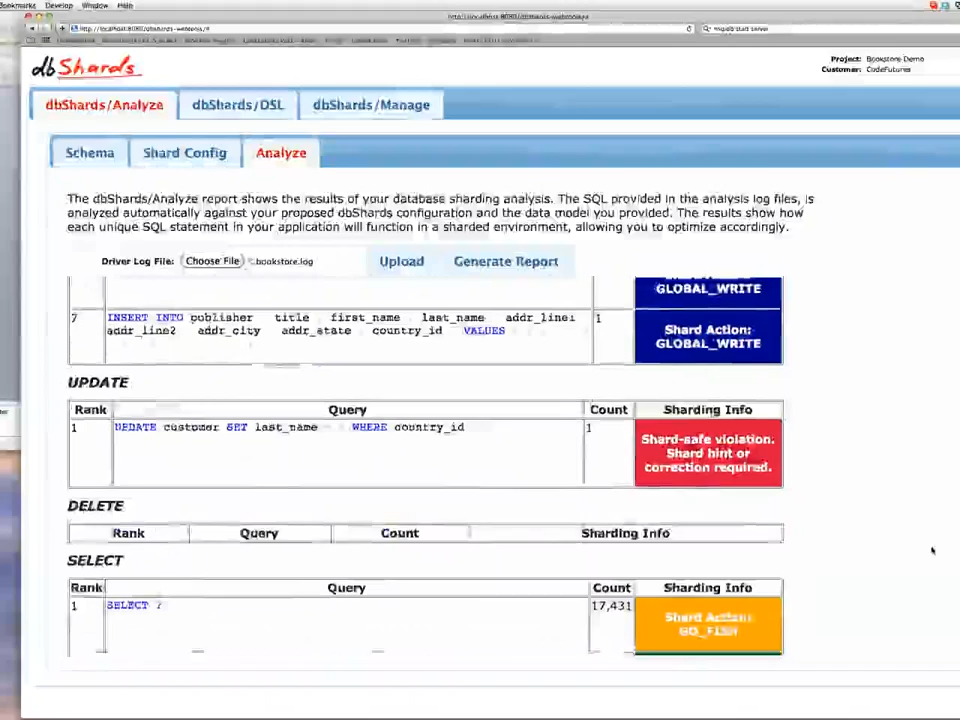 Bookmarks Develop Window Help
dbShards
Project: Bookstore Demo
Customer: CodeFutures
dbShards/Analyze dbShards/DSL dbShards/Manage
Schema Shard Config Analyze
The dbShards/Analyze report shows the results of your database sharding analysis. The SQL provided in the analysis log files, is
analyzed automatically against your proposed dbShards configuration and the data model you provided. The results show how
each unique SQL statement in your application will function in a sharded environment, allowing you to optimize accordingly.
Driver Log File: Choose File bookstore.log Upload Generate Report
GLOBAL_WRITE
7 INSERT INTO publisher title first_name last_name addr_line1 1
addr_line2 addr_city addr_state country_id VALUES
Shard Action:
GLOBAL_WRITE
UPDATE
Rank Query Count Sharding Info
1 UPDATE customer SET last_name WHERE country_id 1
Shard-safe violation.
Shard hint or
correction required.
DELETE
Rank Query Count Sharding Info
SELECT
Rank Query Count Sharding Info
1 SELECT ? 17,431
Shard Action:
GO_FISH